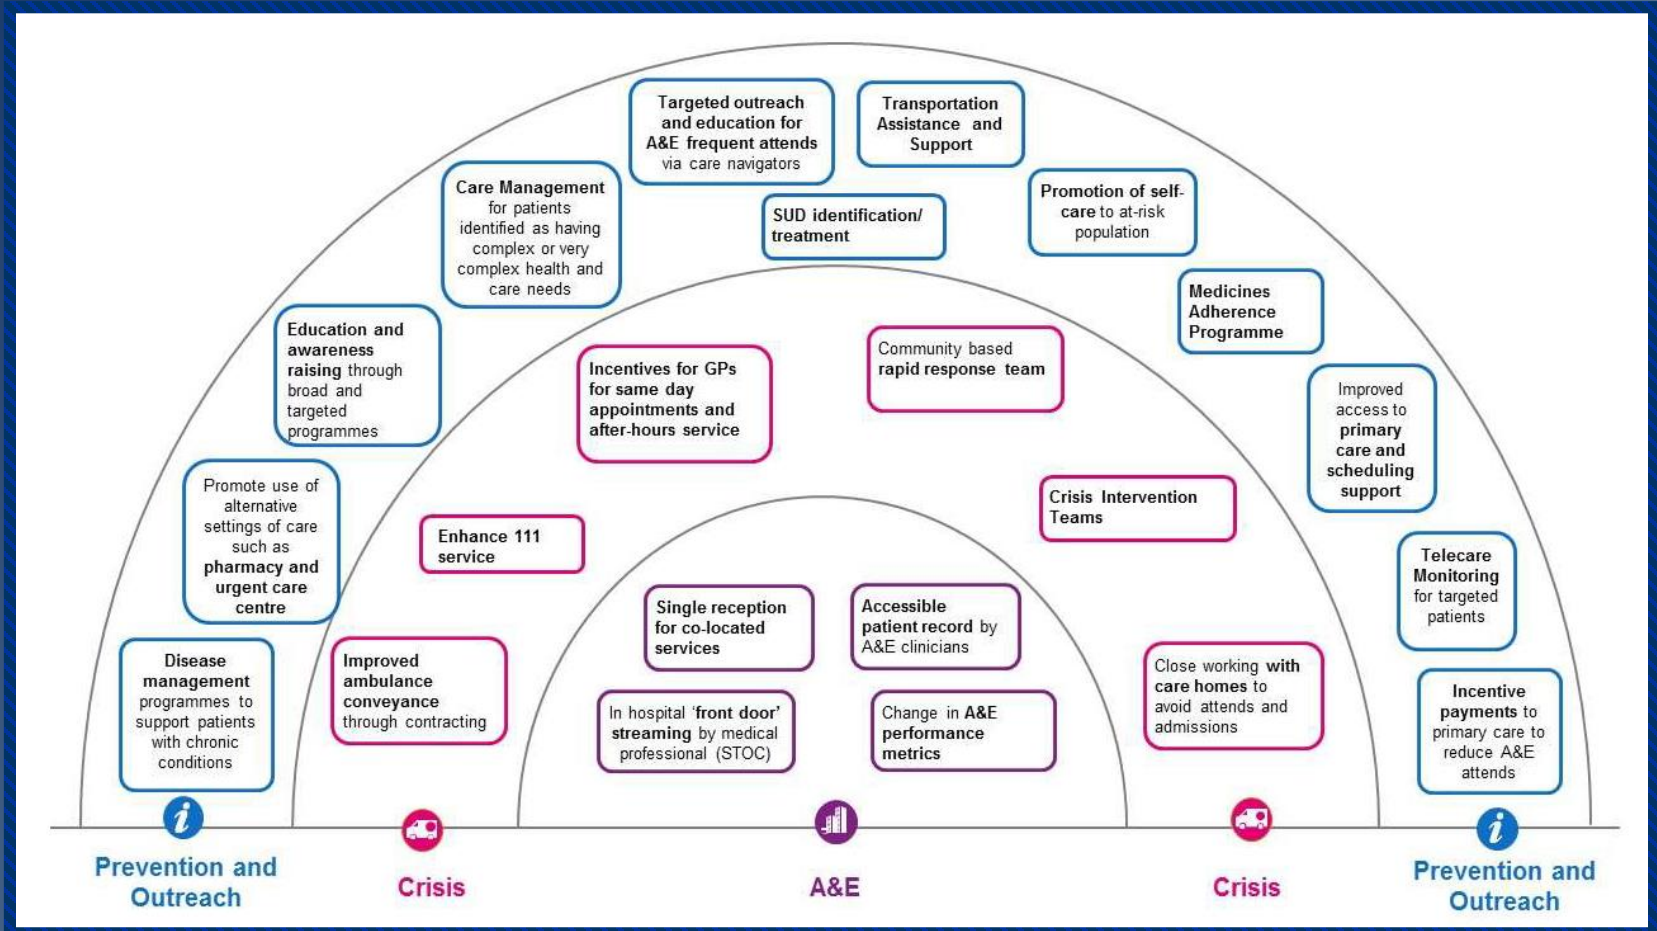 Targeted outreach
and education for
A&E frequent attends
via care navigators
Transportation
Assistance and
Support
Care Management
for patients
identified as having
complex or very
complex health and
care needs
SUD identification/
treatment
Promotion of self-
care to at-risk
population
Medicines
Adherence
Programme
Education and
awareness
raising through
broad and
targeted
programmes
Incentives for GPs
for same day
appointments and
after-hours service
Community based
rapid response team
Improved
access to
primary
care and
scheduling
support
Promote use of
alternative
settings of care
such as
pharmacy and
urgent care
centre
Enhance 111
service
Crisis Intervention
Teams
Telecare
Monitoring
for targeted
patients
Single reception
for co-located
services
Accessible
patient record by
A&E clinicians
Disease
management
programmes to
support patients
with chronic
conditions
Improved
ambulance
conveyance
through contracting
In hospital ‘front door’
streaming by medical
professional (STOC)
Change in A&E
performance
metrics
Close working with
care homes to
avoid attends and
admissions
Incentive
payments to
primary care to
reduce A&E
attends
i
i
Prevention and
Outreach
Crisis
A&E
Crisis
Prevention and
Outreach